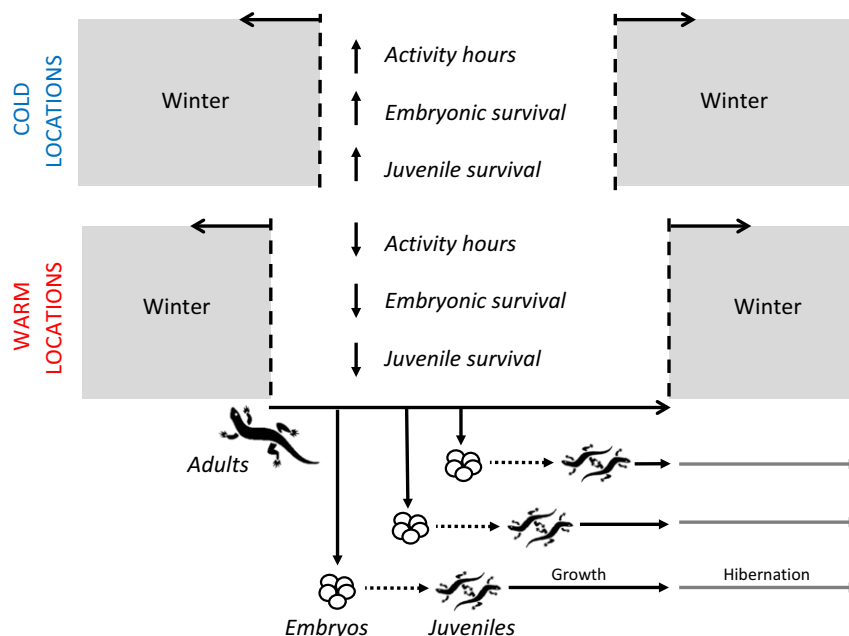 COLD
LOCATIONS
Winter
Activity hours
Embryonic survival
Juvenile survival
Winter
WARM
LOCATIONS
Winter
Activity hours
Embryonic survival
Juvenile survival
Winter
Adults
Growth
Hibernation
Embryos
Juveniles